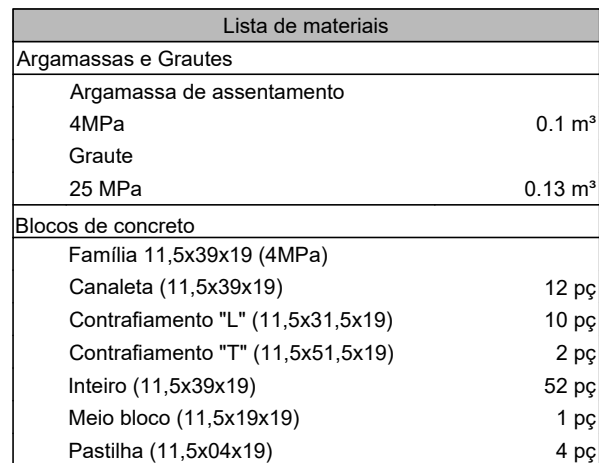 Lista de materiais
Argamassas e Grautes
Argamassa de assentamento
4MPa 0.1 m³
Graute
25 MPa 0.13 m³
Blocos de concreto
Família 11,5x39x19 (4MPa)
Canaleta (11,5x39x19) 12 pç
Contrafiamento "L" (11,5x31,5x19) 10 pç
Contrafiamento "T" (11,5x51,5x19) 2 pç
Inteiro (11,5x39x19) 52 pç
Meio bloco (11,5x19x19) 1 pç
Pastilha (11,5x04x19) 4 pç